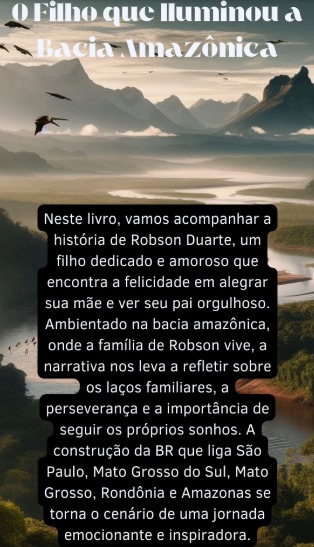 O Filho que Iluminou a
Bacia Amazônica
Neste livro, vamos acompanhar a
história de Robson Duarte, um
filho dedicado e amoroso que
encontra a felicidade em alegrar
sua mãe e ver seu pai orgulhoso.
Ambientado na bacia amazônica,
onde a família de Robson vive, a
narrativa nos leva a refletir sobre
os laços familiares, a
perseverança e a importância de
seguir os próprios sonhos. A
construção da BR que liga São
Paulo, Mato Grosso do Sul, Mato
Grosso, Rondônia e Amazonas se
torna o cenário de uma jornada
emocionante e inspiradora.